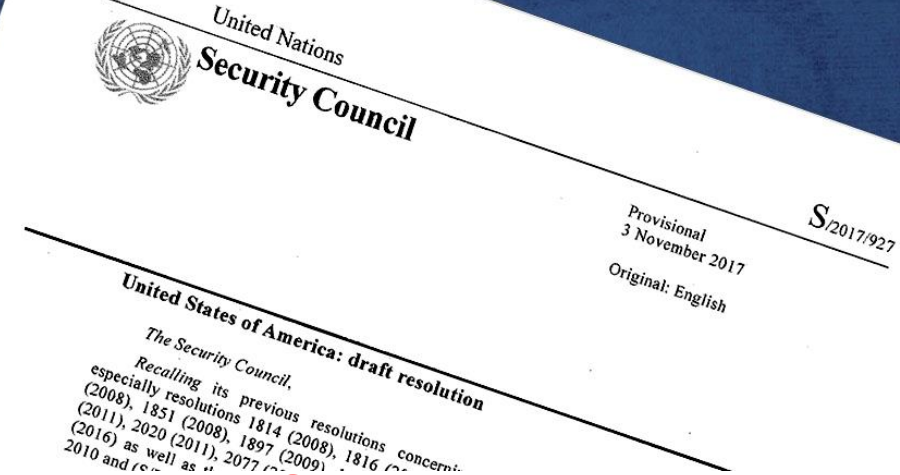 United Nations
Security Council
S/2017/927
Provisional
3 November 2017
Original: English
United States of America: draft resolution
The Security Council,
Recalling its previous resolutions
especially resolutions 1814 (2008), 1816
(2008), 1851 (2008), 1897 (2009),
(2011), 2020 (2011), 2077
(2016) as well as
2010 and